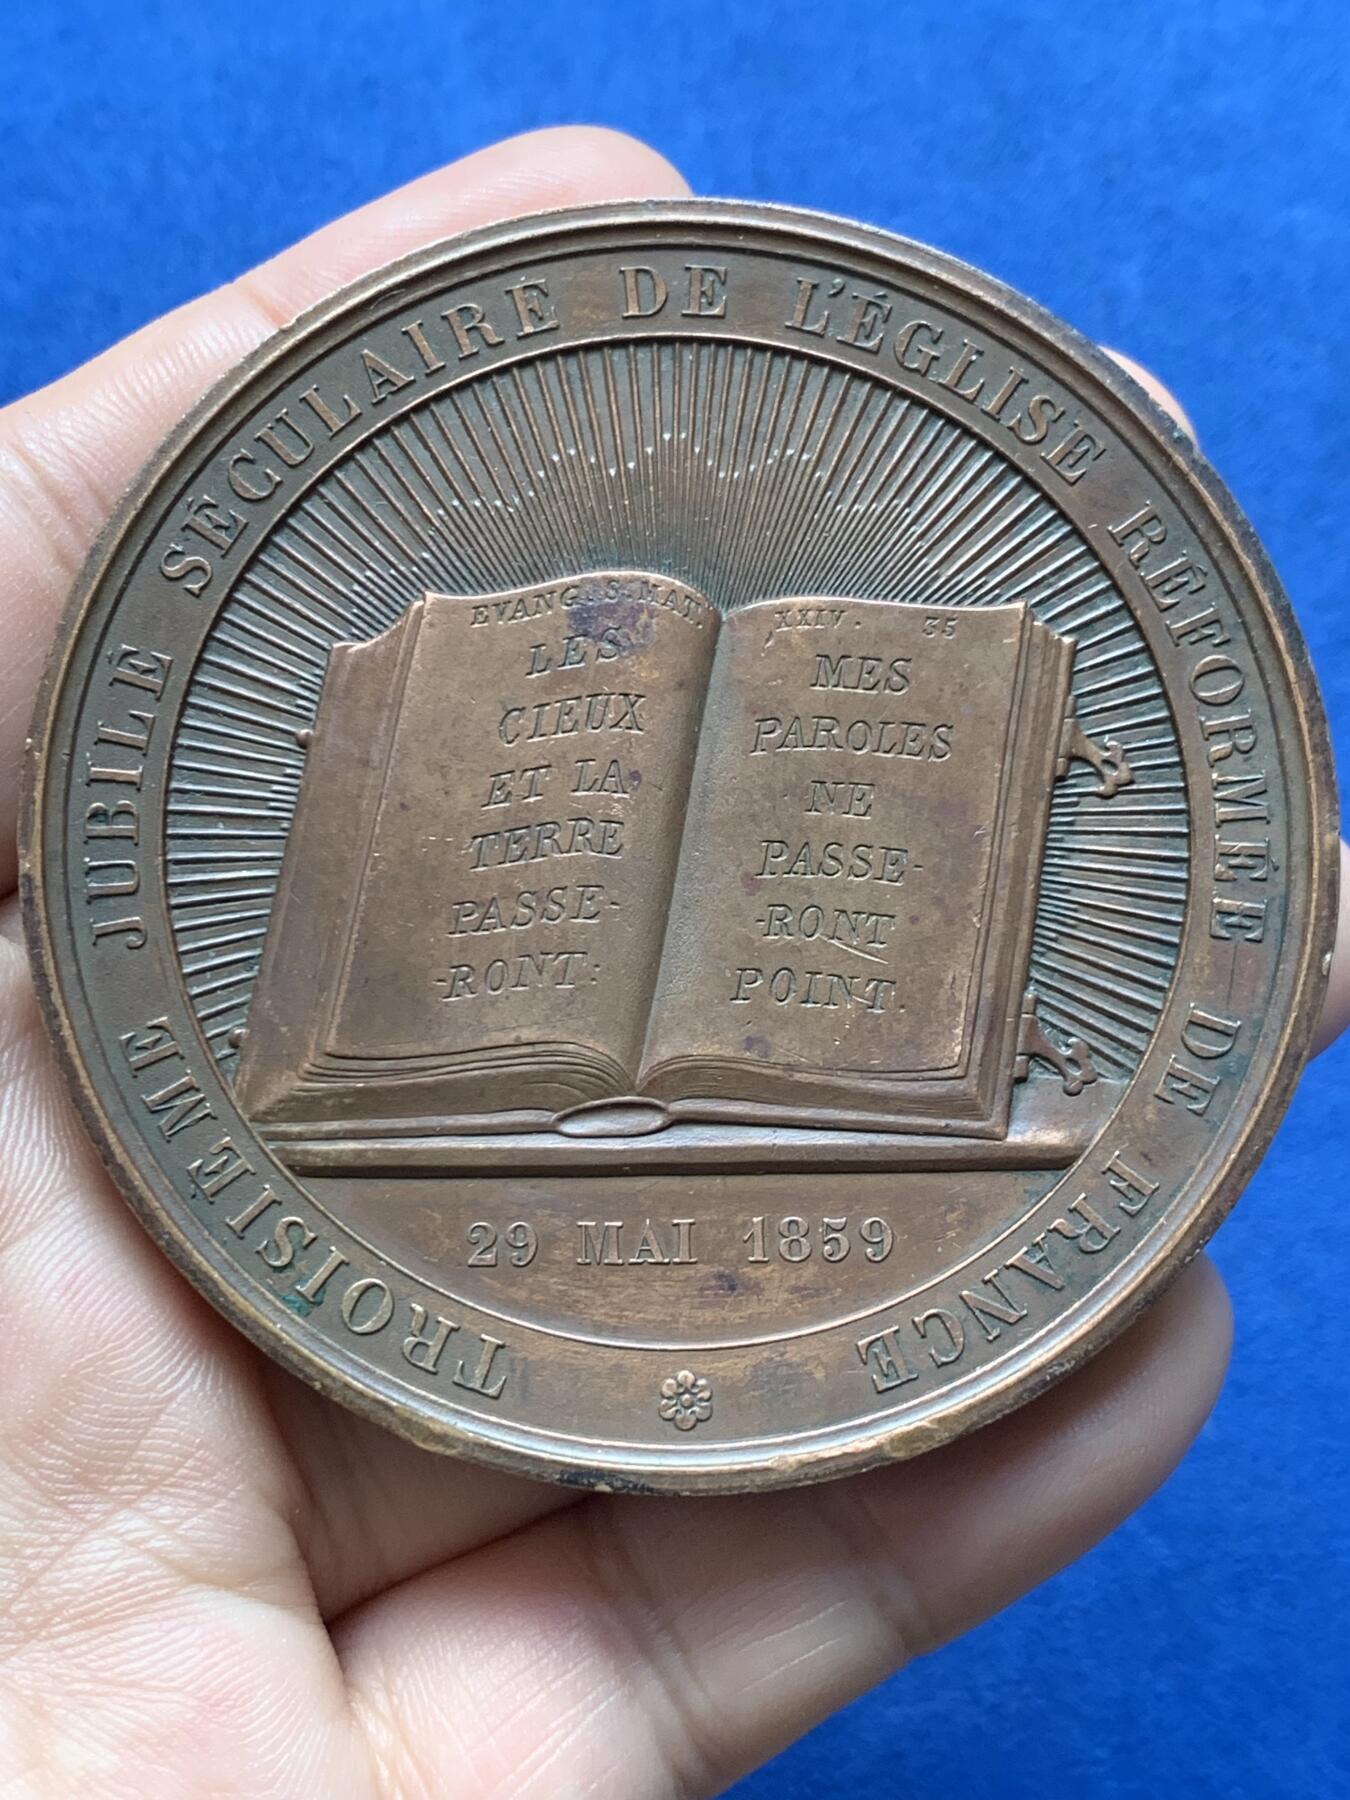 TROISIÈME JUBILÉ SÉCULAIRE DE L'ÉGLISE RÉFORMÉE DE FRANCE
EVANG. S. MAT.
LES
CIEUX
ET LA
TERRE
PASSE-
-RONT:
XXIV. 35
MES
PAROLES
NE
PASSE-
-RONT
POINT.
29 MAI 1859